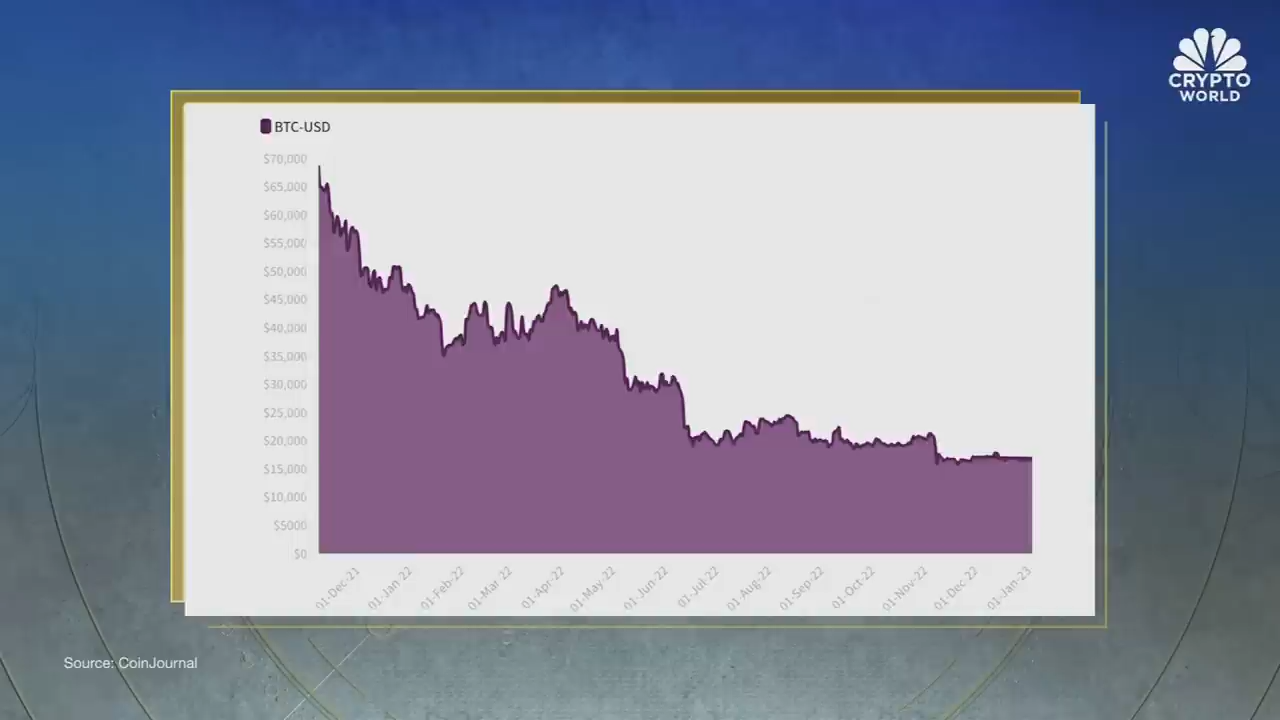 CRYPTO
WORLD
BTC-USD
$70,000
$65,000
$60,000
$55,000
$50,000
$45,000
$40,000
$35,000
$30,000
$25,000
$20,000
$15,000
$10,000
$5000
$0
01-Dec-21
01-Jan-22
01-Feb-22
01-Mar-22
01-Apr-22
01-May-22
01-Jun-22
01-Jul-22
01-Aug-22
01-Sep-22
01-Oct-22
01-Nov-22
01-Dec-22
01-Jan-23
Source: CoinJournal